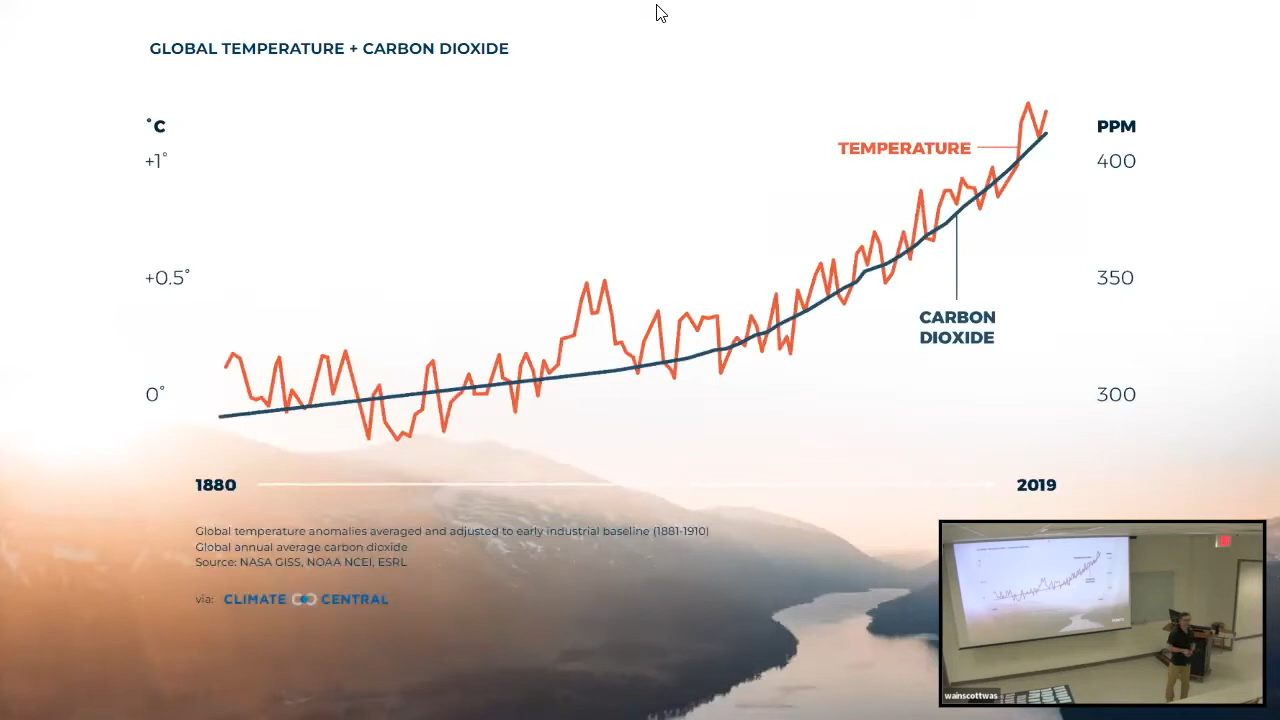 GLOBAL TEMPERATURE + CARBON DIOXIDE
°C
PPM
TEMPERATURE
+1°
400
+0.5°
350
CARBON
DIOXIDE
0°
300
1880
2019
Global temperature anomalies averaged and adjusted to early industrial baseline (1881-1910)
Global annual average carbon dioxide
Source: NASA GISS, NOAA NCEI, ESRL
via: CLIMATE CENTRAL
wainscottwas